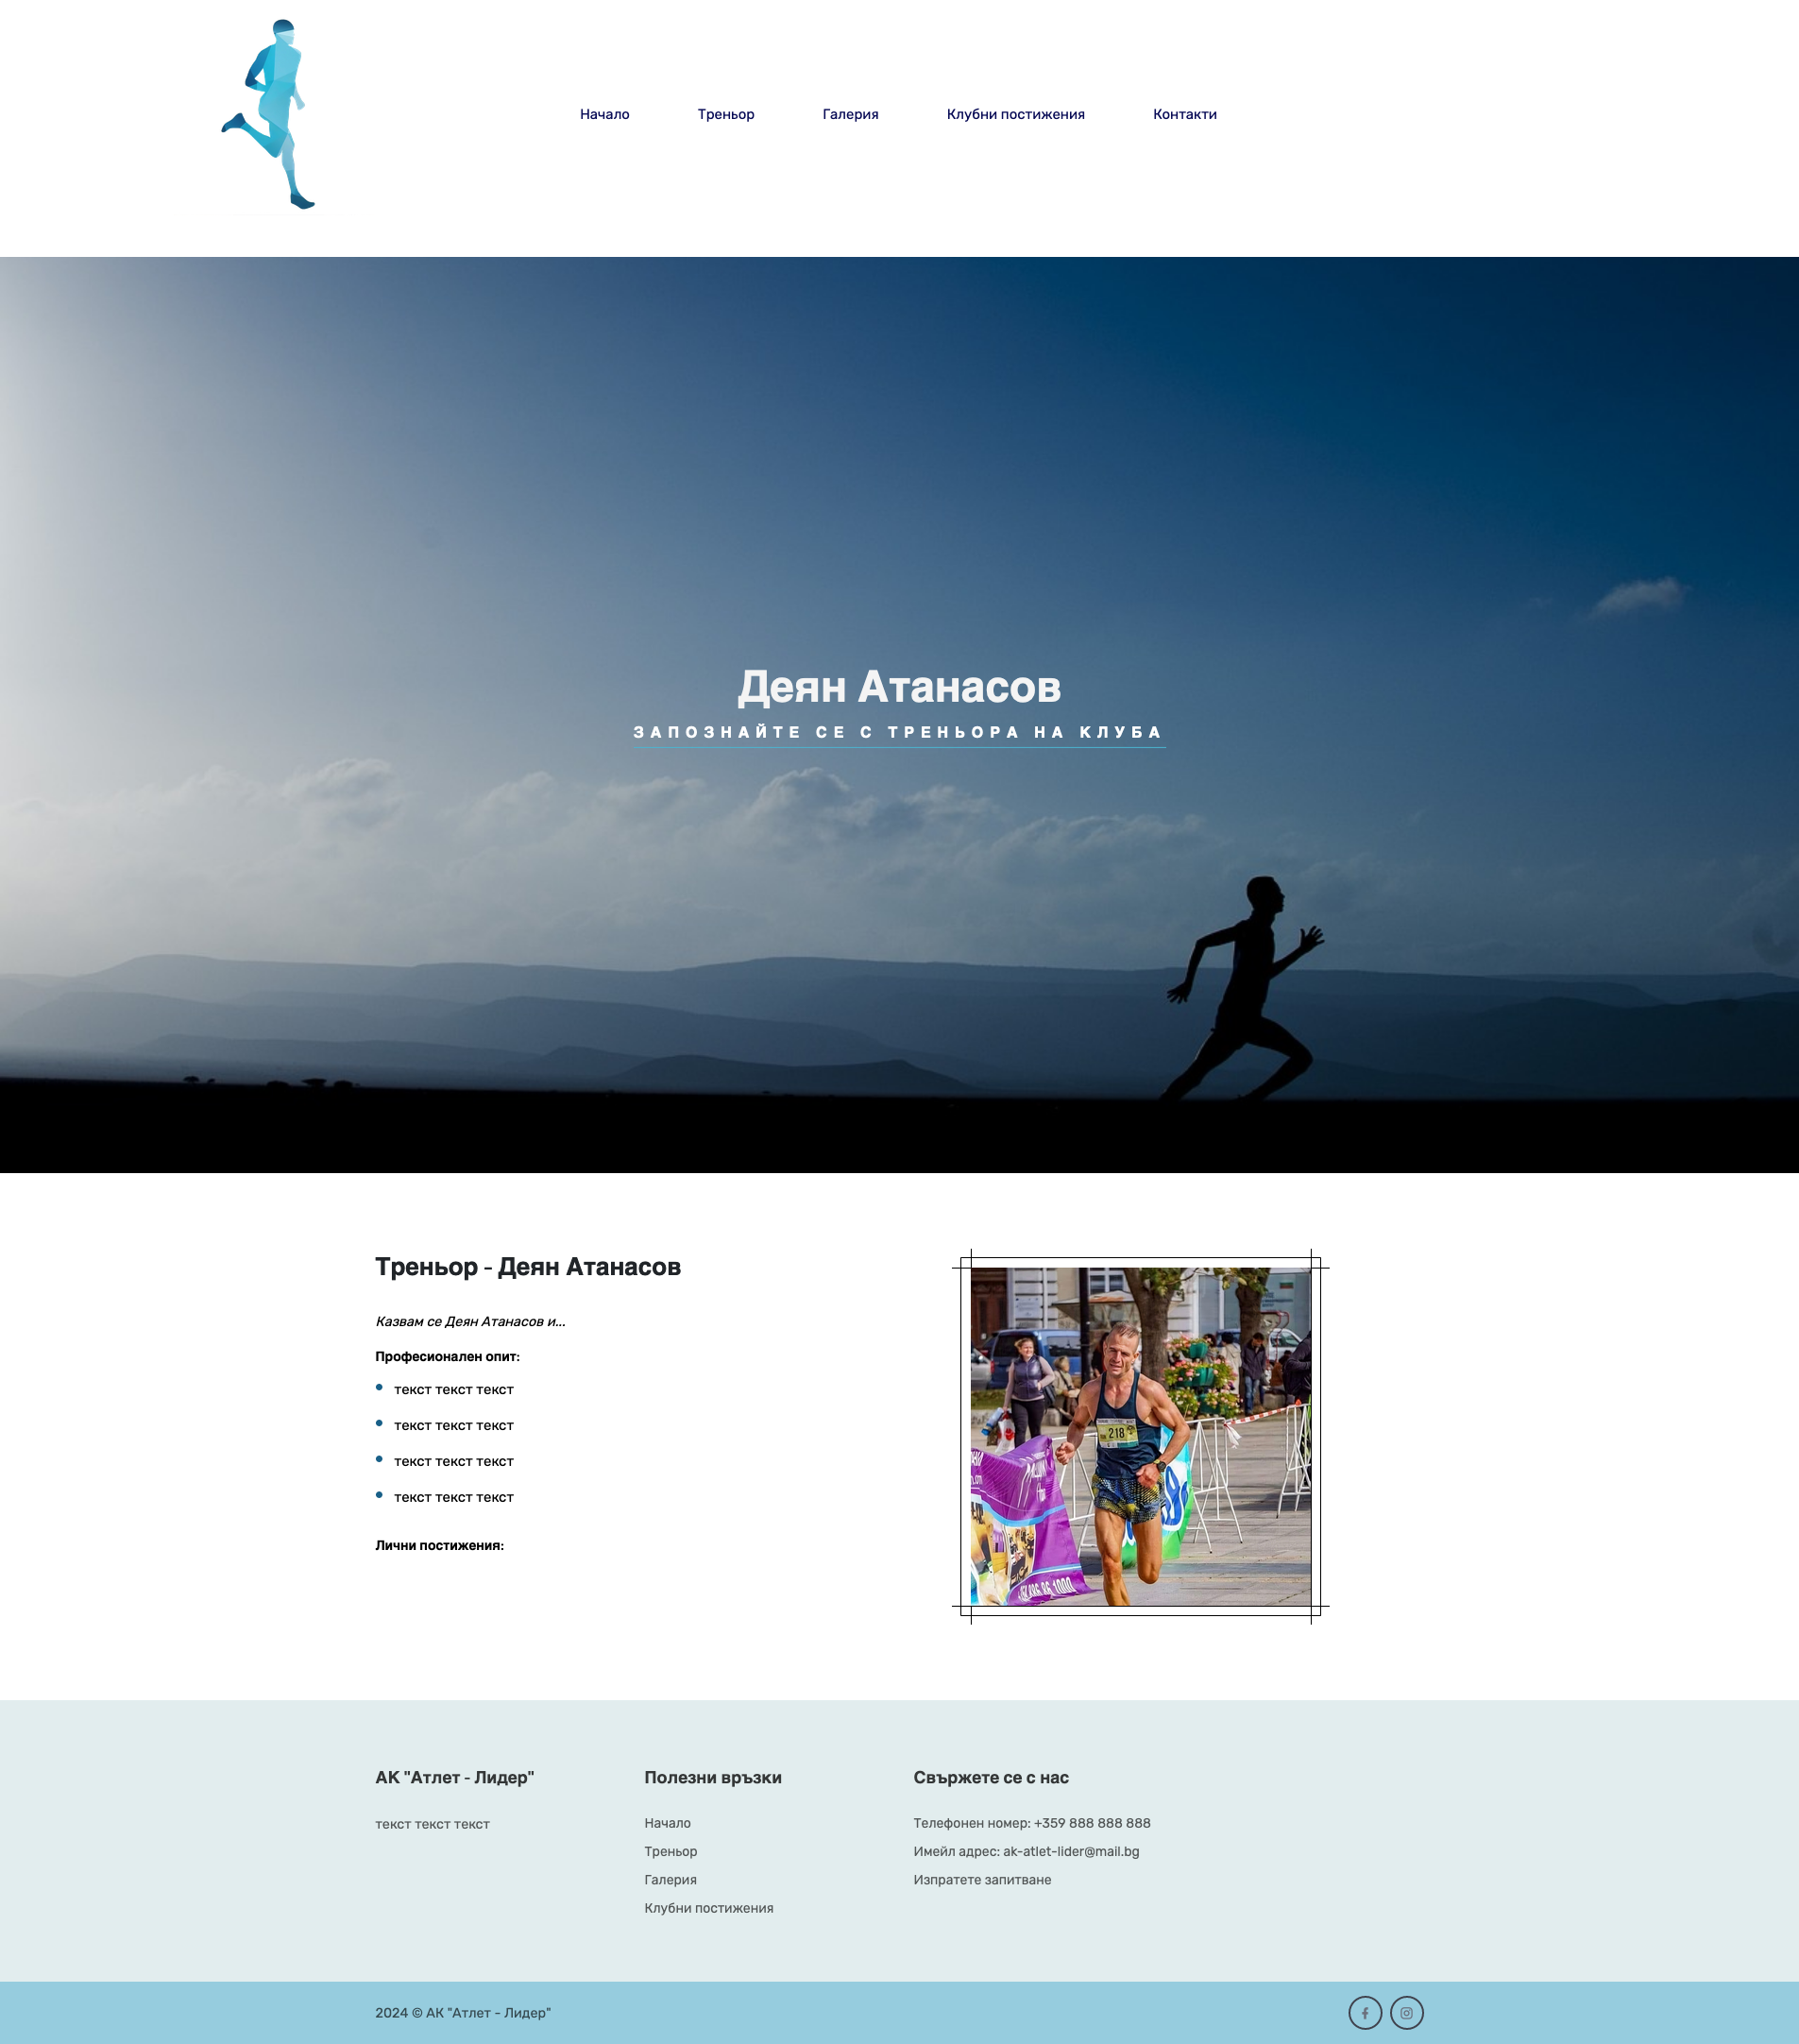 Начало Треньор Галерия Клубни постижения Контакти
Деян Атанасов
ЗАПОЗНАЙТЕ СЕ С ТРЕНЬОРА НА КЛУБА
Треньор - Деян Атанасов
Казвам се Деян Атанасов и...
Професионален опит:
текст текст текст
текст текст текст
текст текст текст
текст текст текст
Лични постижения:
218
АК "Атлет - Лидер"
текст текст текст
Полезни връзки
Начало
Треньор
Галерия
Клубни постижения
Свържете се с нас
Телефонен номер: +359 888 888 888
Имейл адрес: ak-atlet-lider@mail.bg
Изпратете запитване
2024 © АК "Атлет - Лидер"